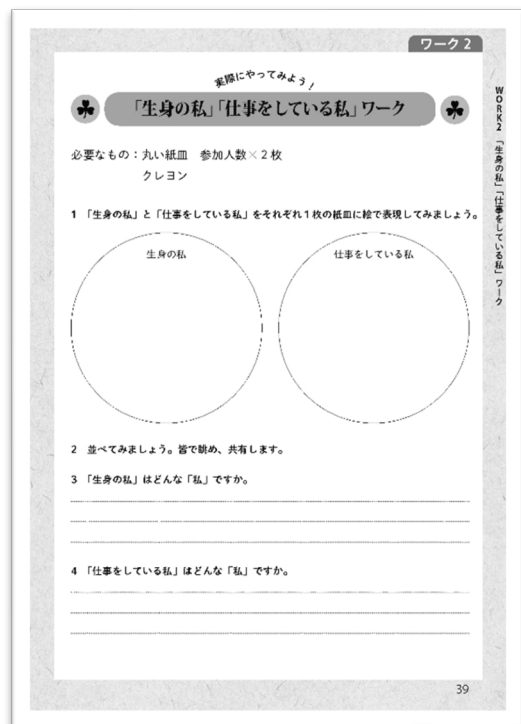 ワーク 2
実際にやってみよう!
「生身の私」「仕事をしている私」ワーク
必要なもの:丸い紙皿 参加人数×2枚
クレヨン
1 「生身の私」と「仕事をしている私」をそれぞれ1枚の紙皿に絵で表現してみましょう。
生身の私
仕事をしている私
2 並べてみましょう。皆で眺め、共有します。
3 「生身の私」はどんな「私」ですか。
4 「仕事をしている私」はどんな「私」ですか。
WORK2 「生身の私」「仕事をしている私」ワーク
39